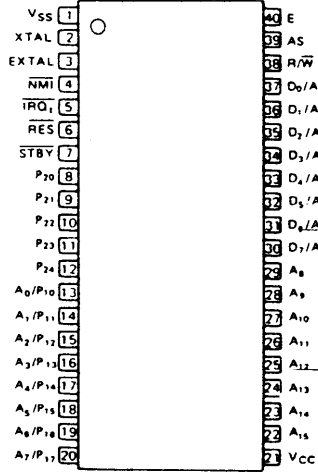 VSS 1
XTAL 2
EXTAL 3
NMI 4
IRQ1 5
RES 6
STBY 7
P20 8
P21 9
P22 10
P23 11
P24 12
A0/P10 13
A1/P11 14
A2/P12 15
A3/P13 16
A4/P14 17
A5/P15 18
A6/P16 19
A7/P17 20
40 E
39 AS
38 R/W
37 D0/A
36 D1/A
35 D2/A
34 D3/A
33 D4/A
32 D5/A
31 D6/A
30 D7/A
29 A8
28 A9
27 A10
26 A11
25 A12
24 A13
23 A14
22 A15
21 VCC